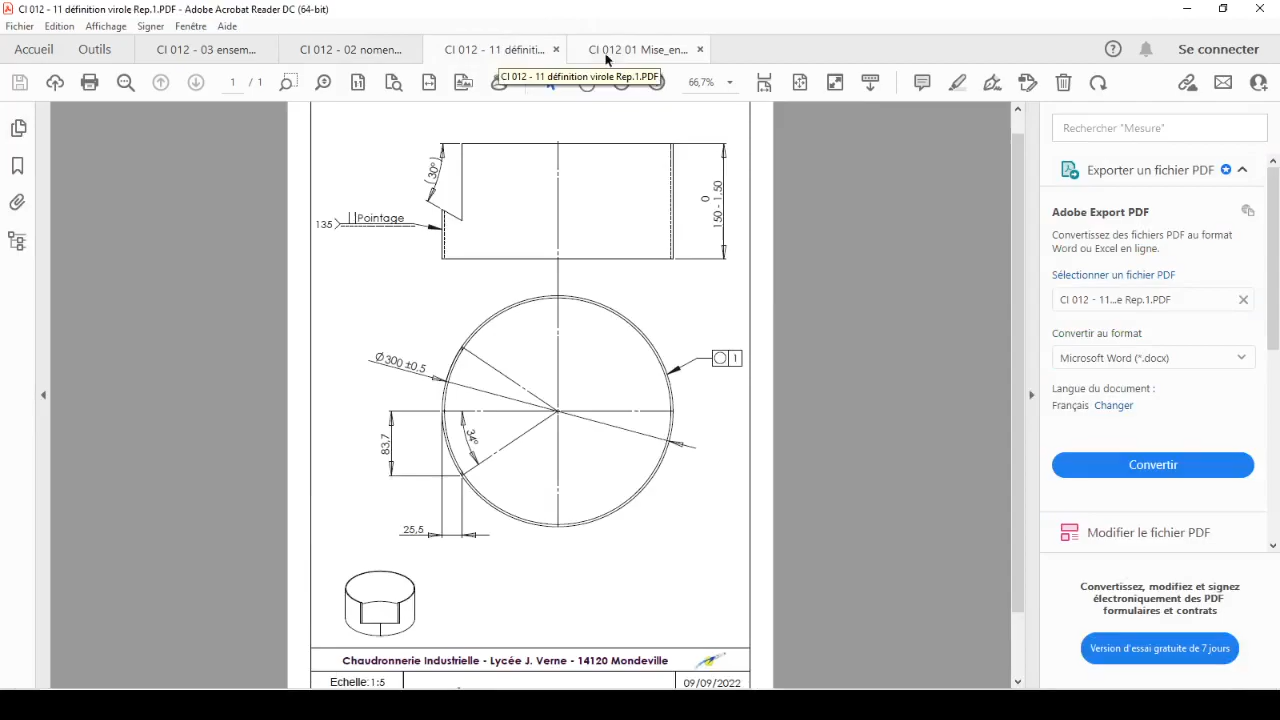 CI 012 - 11 définition virole Rep.1.PDF - Adobe Acrobat Reader DC (64-bit)
Fichier Edition Affichage Signer Fenêtre Aide
Accueil Outils CI 012 - 03 ensem... CI 012 - 02 nomen... CI 012 - 11 définiti... × CI 012 01 Mise_en... × Se connecter
CI 012 - 11 définition virole Rep.1.PDF
1 / 1 66,7%
(30°)
135 ||Pointage
0
150 - 1.50
Ø 300 ±0,5
1
34°
83,7
25,5
Chaudronnerie Industrielle - Lycée J. Verne - 14120 Mondeville
Echelle:1:5 09/09/2022
Rechercher "Mesure"
Exporter un fichier PDF
Adobe Export PDF
Convertissez des fichiers PDF au format
Word ou Excel en ligne.
Sélectionner un fichier PDF
CI 012 - 11...e Rep.1.PDF
Convertir au format
Microsoft Word (*.docx)
Langue du document :
Français Changer
Convertir
Modifier le fichier PDF
Convertissez, modifiez et signez
électroniquement des PDF
formulaires et contrats
Version d'essai gratuite de 7 jours